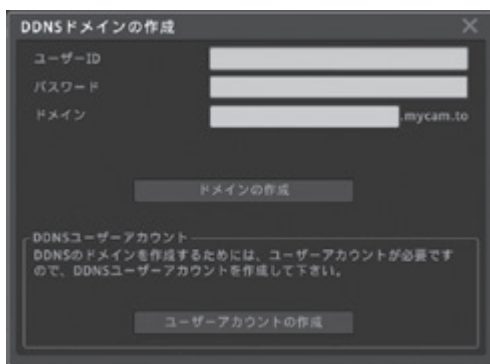 DDNSドメインの作成
ユーザーID
パスワード
ドメイン .mycam.to
ドメインの作成
DDNSユーザーアカウント
DDNSのドメインを作成するためには、ユーザーアカウントが必要です
ので、DDNSユーザーアカウントを作成して下さい。
ユーザーアカウントの作成